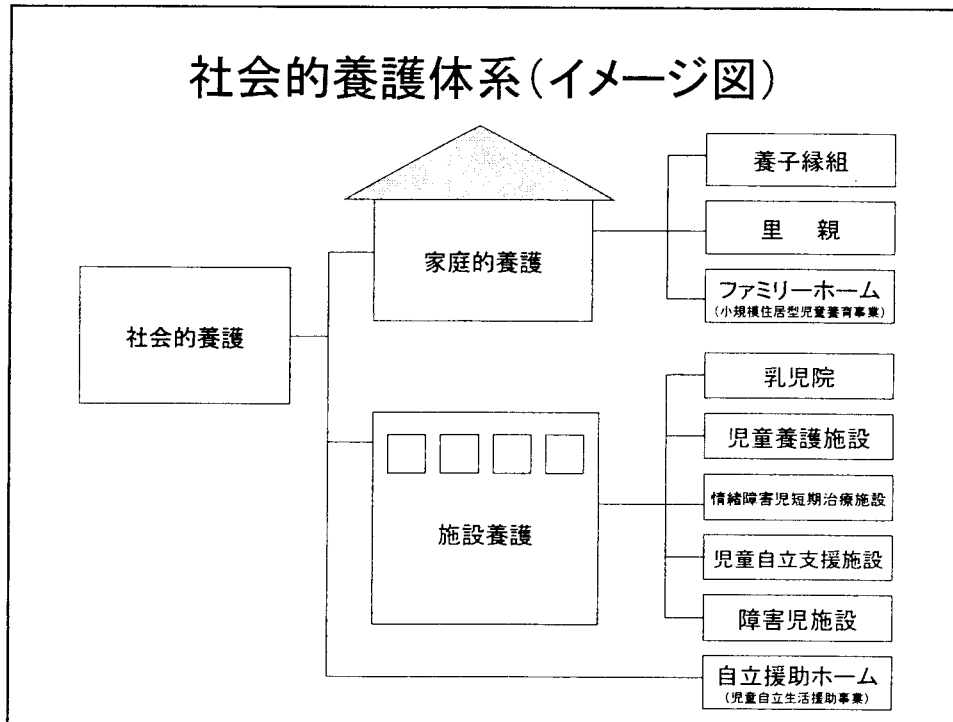 社会的養護体系(イメージ図)
養子縁組
里 親
家庭的養護
ファミリーホーム
(小規模住居型児童養育事業)
社会的養護
乳児院
児童養護施設
情緒障害児短期治療施設
施設養護
児童自立支援施設
障害児施設
自立援助ホーム
(児童自立生活援助事業)